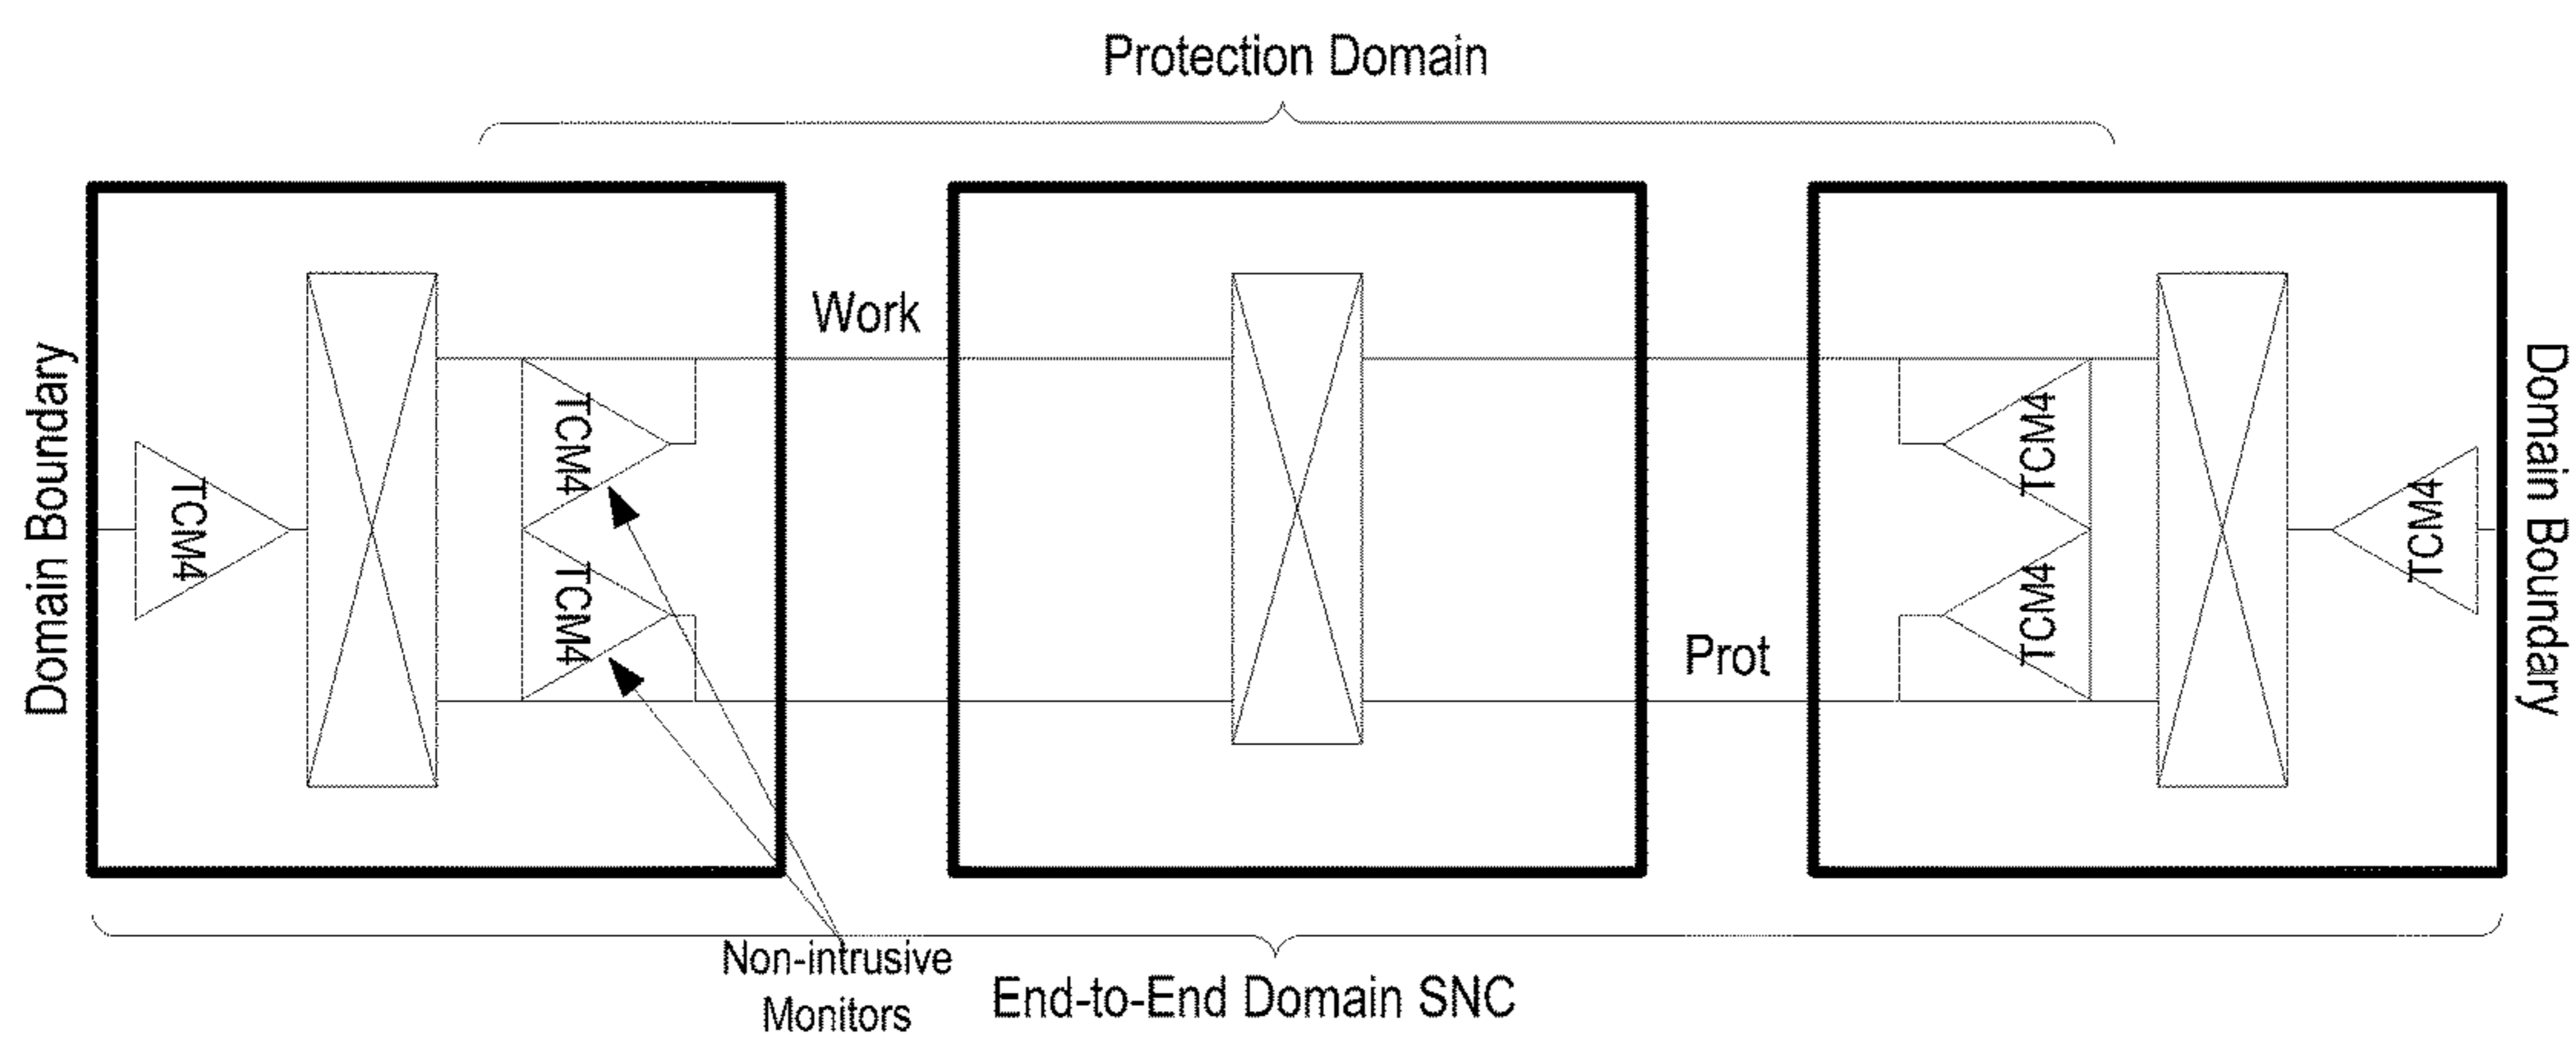 Protection Domain
Work
Domain Boundary
TCM4
TCM4
TCM4
TCM4
TCM4
TCM4
Domain Boundary
Prot
Non-intrusive
Monitors
End-to-End Domain SNC